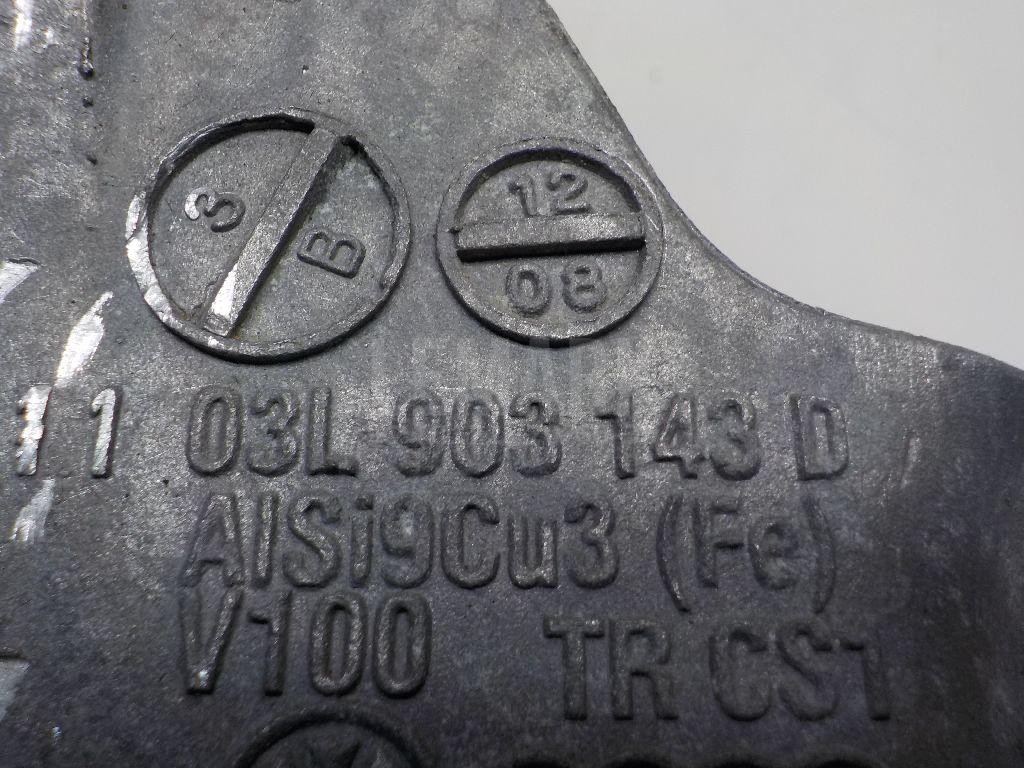 3 B
12
08
11 03L 903 143 D
AlSi9Cu3 (Fe)
V100 TR CS1